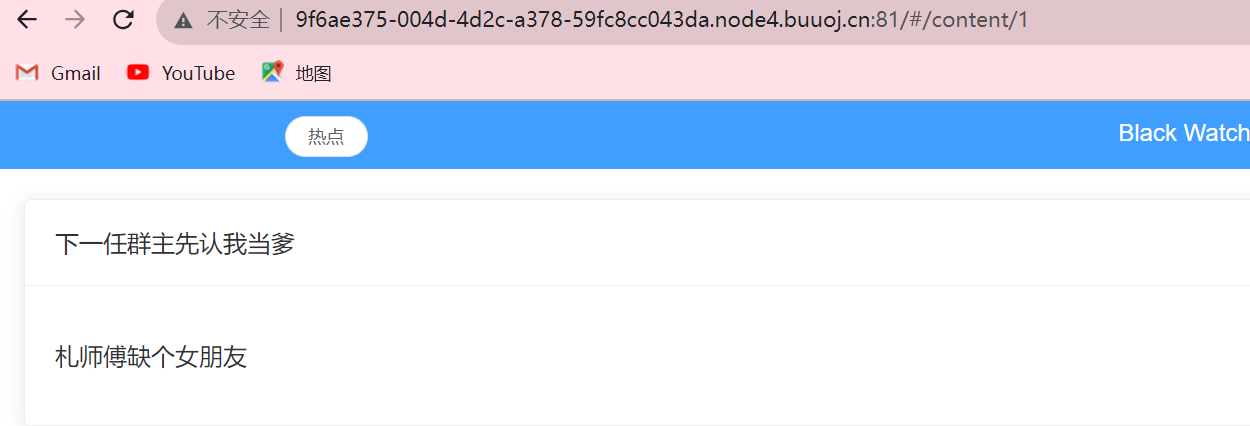 不安全 | 9f6ae375-004d-4d2c-a378-59fc8cc043da.node4.buuoj.cn:81/#/content/1
Gmail YouTube 地图
热点 Black Watch
下一任群主先认我当爹
札师傅缺个女朋友